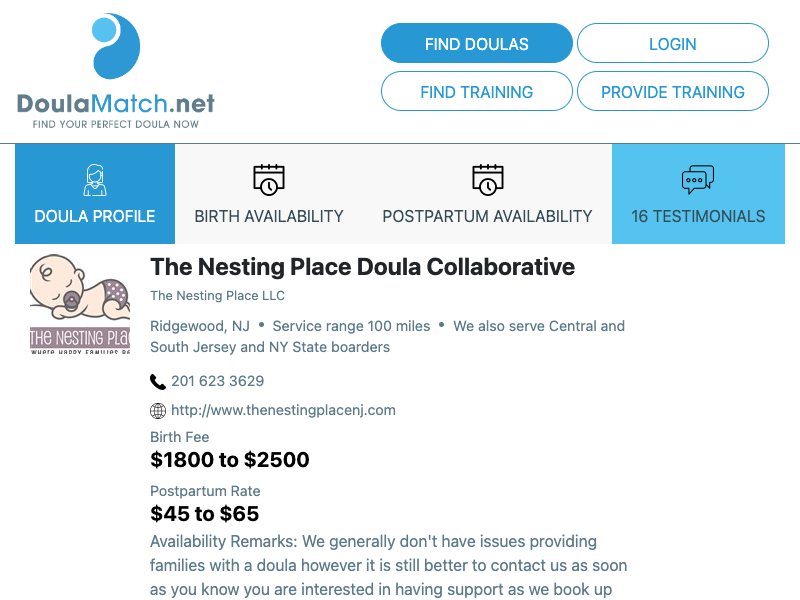 DoulaMatch.net
FIND YOUR PERFECT DOULA NOW
FIND DOULAS
LOGIN
FIND TRAINING
PROVIDE TRAINING
DOULA PROFILE
BIRTH AVAILABILITY
POSTPARTUM AVAILABILITY
16 TESTIMONIALS
THE NESTING PLA
WHERE HAPPY FAMILIES BE
The Nesting Place Doula Collaborative
The Nesting Place LLC
Ridgewood, NJ • Service range 100 miles • We also serve Central and
South Jersey and NY State boarders
201 623 3629
http://www.thenestingplacenj.com
Birth Fee
$1800 to $2500
Postpartum Rate
$45 to $65
Availability Remarks: We generally don't have issues providing
families with a doula however it is still better to contact us as soon
as you know you are interested in having support as we book up